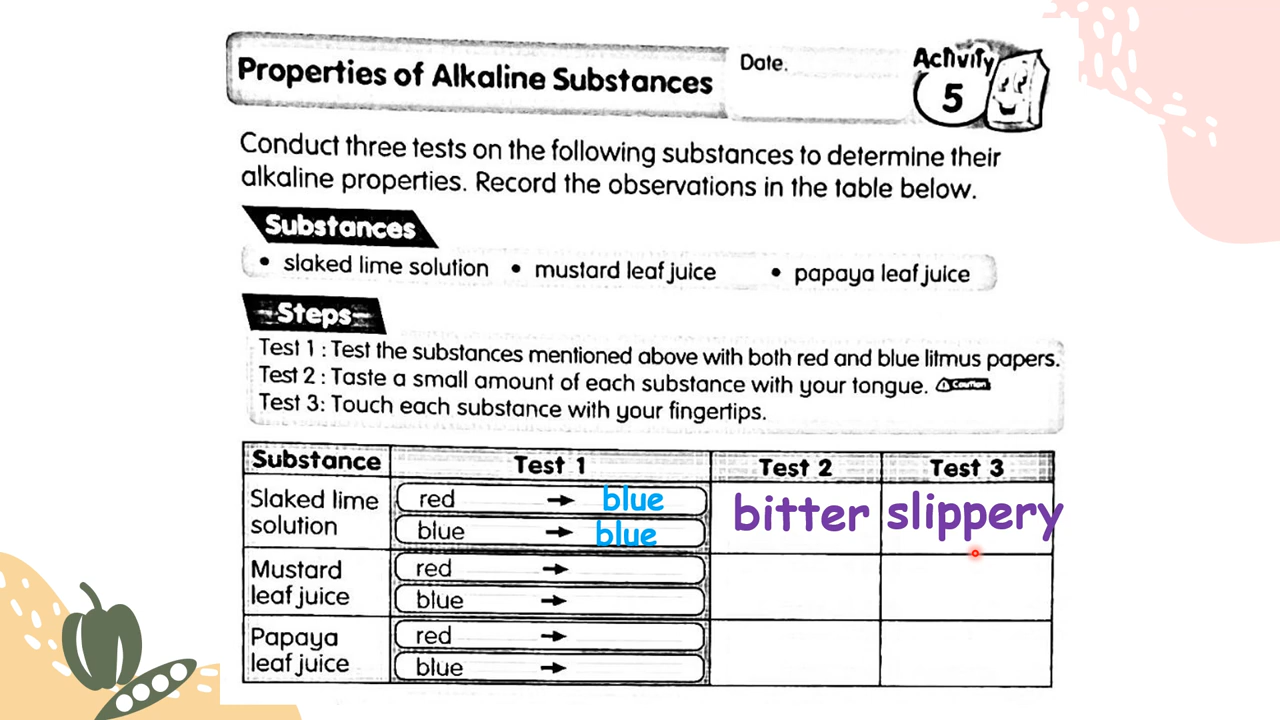 Properties of Alkaline Substances
Date:
Activity
5
Conduct three tests on the following substances to determine their
alkaline properties. Record the observations in the table below.
Substances
• slaked lime solution • mustard leaf juice • papaya leaf juice
Steps
Test 1 : Test the substances mentioned above with both red and blue litmus papers.
Test 2 : Taste a small amount of each substance with your tongue. Caution
Test 3: Touch each substance with your fingertips.
Substance Test 1 Test 2 Test 3
Slaked lime solution
red → blue
blue → blue
bitter slippery
Mustard leaf juice
red →
blue →
Papaya leaf juice
red →
blue →